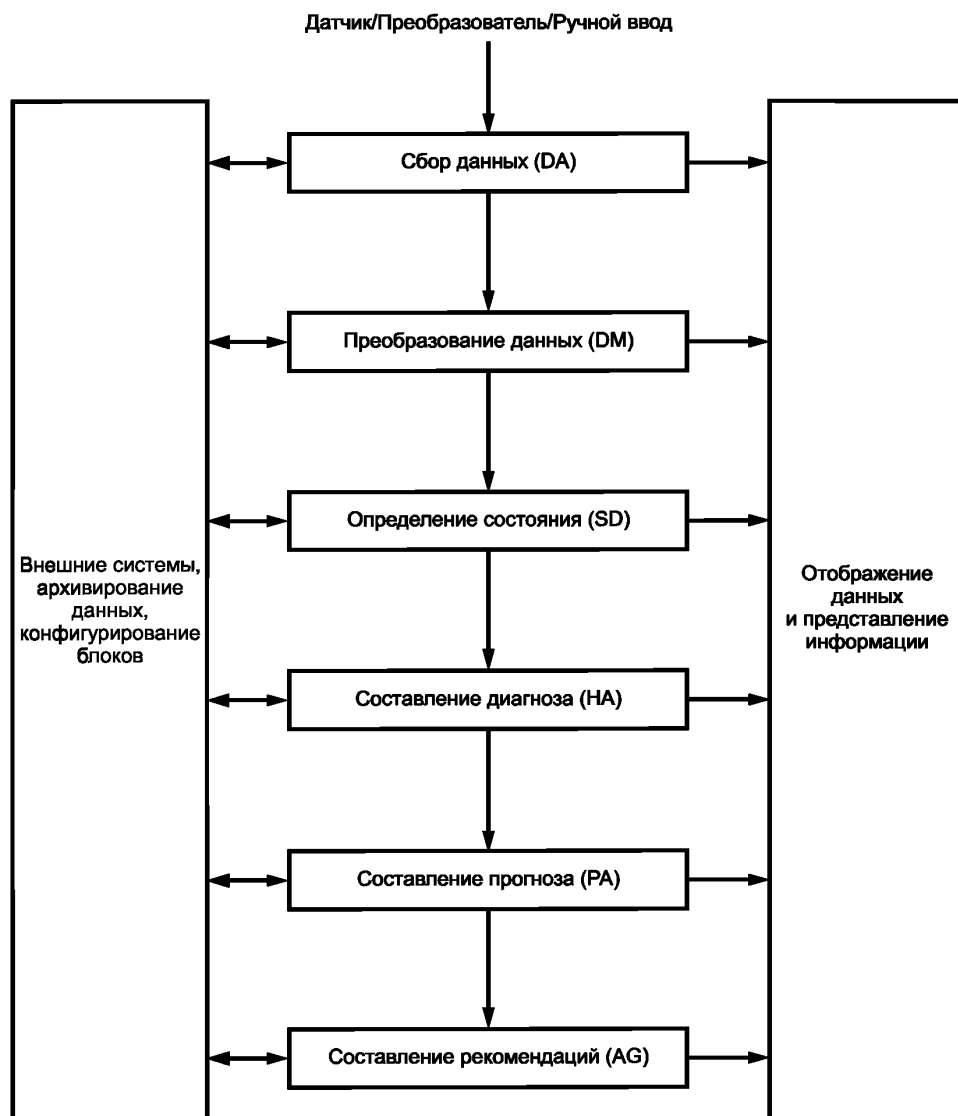 Датчик/Преобразователь/Ручной ввод
Сбор данных (DA)
Преобразование данных (DM)
Определение состояния (SD)
Внешние системы,
архивирование
данных,
конфигурирование
блоков
Отображение
данных
и представление
информации
Составление диагноза (HA)
Составление прогноза (PA)
Составление рекомендаций (AG)